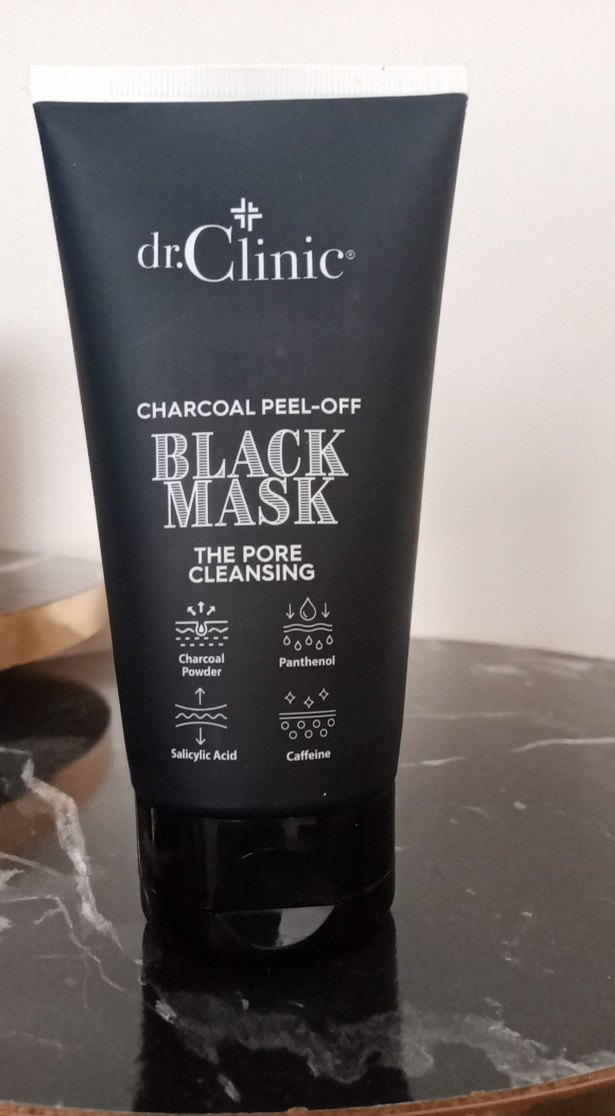 dr.Clinic®
CHARCOAL PEEL-OFF
BLACK
MASK
THE PORE
CLEANSING
Charcoal
Powder
Panthenol
Salicylic Acid
Caffeine